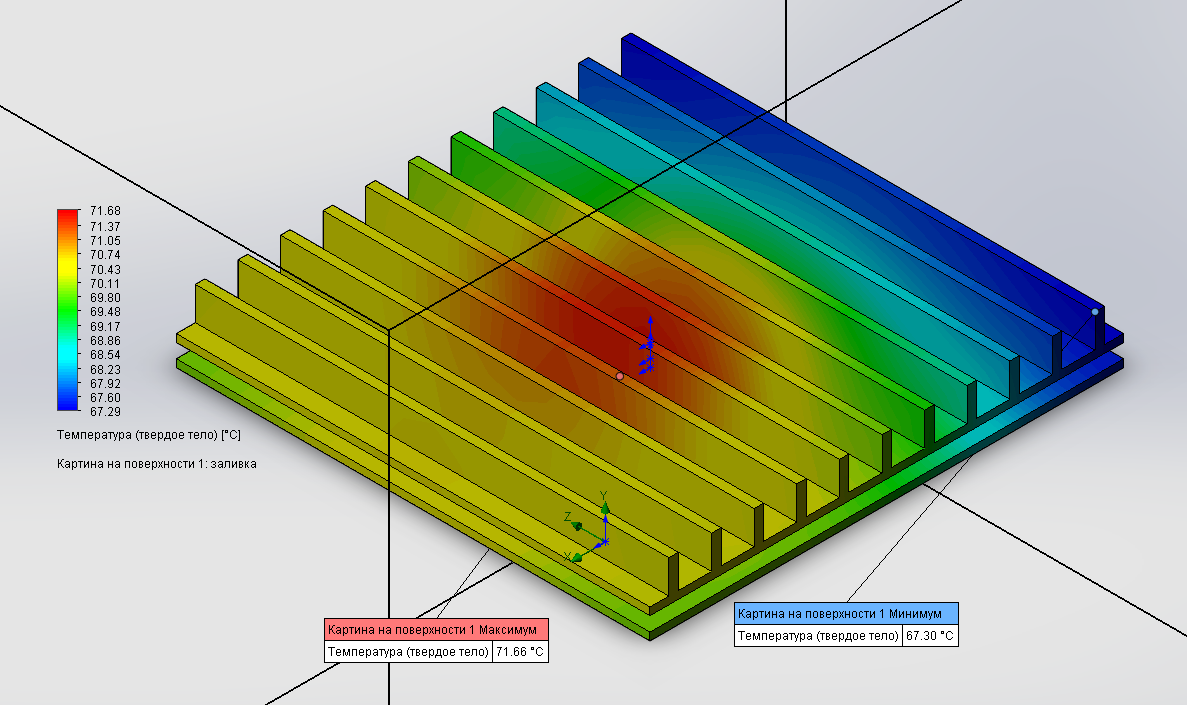 71.68
71.37
71.05
70.74
70.43
70.11
69.80
69.48
69.17
68.86
68.54
68.23
67.92
67.60
67.29
Температура (твердое тело) [°C]
Картина на поверхности 1: заливка
Y
Z
X
Картина на поверхности 1 Максимум
Температура (твердое тело) 71.66 °C
Картина на поверхности 1 Минимум
Температура (твердое тело) 67.30 °C